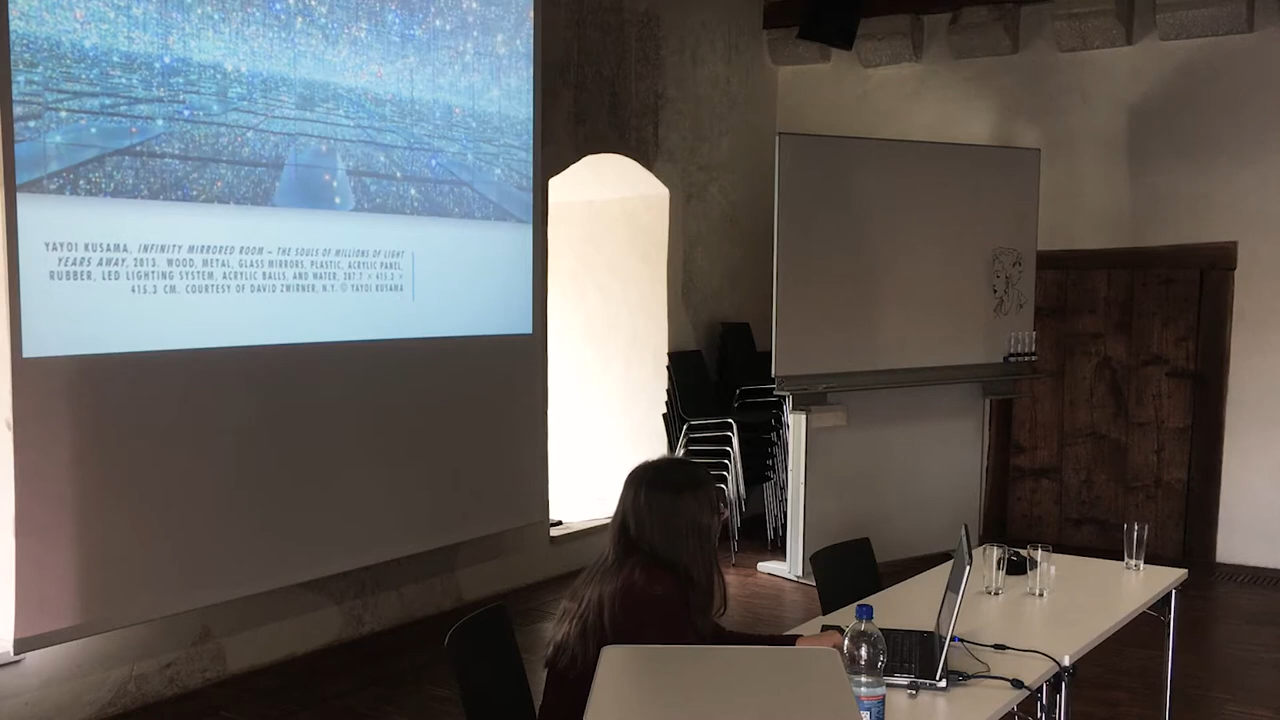 YAYOI KUSAMA, INFINITY MIRRORED ROOM – THE SOULS OF MILLIONS OF LIGHT
YEARS AWAY, 2013. WOOD, METAL, GLASS MIRRORS, PLASTIC, ACRYLIC PANEL,
RUBBER, LED LIGHTING SYSTEM, ACRYLIC BALLS, AND WATER, 287.7 × 415.3 ×
415.3 CM. COURTESY OF DAVID ZWIRNER, N.Y. © YAYOI KUSAMA